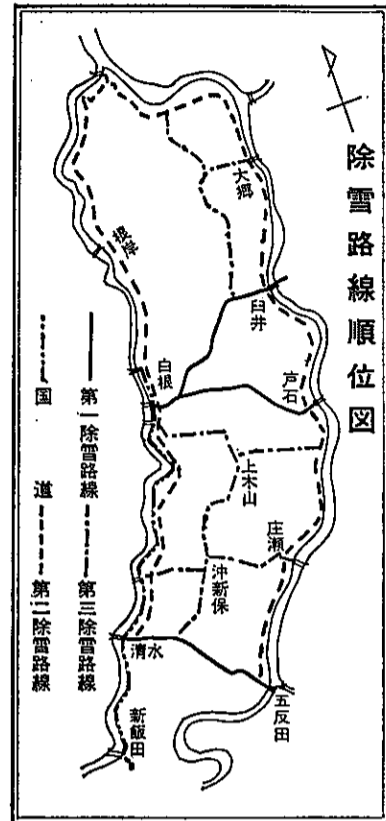 除雪路線順位図
大郷
根岸
臼井
戸石
白根
上木山
庄瀬
沖新保
清水
五反田
新飯田
第一除雪路線
第三除雪路線
国道
第二除雪路線